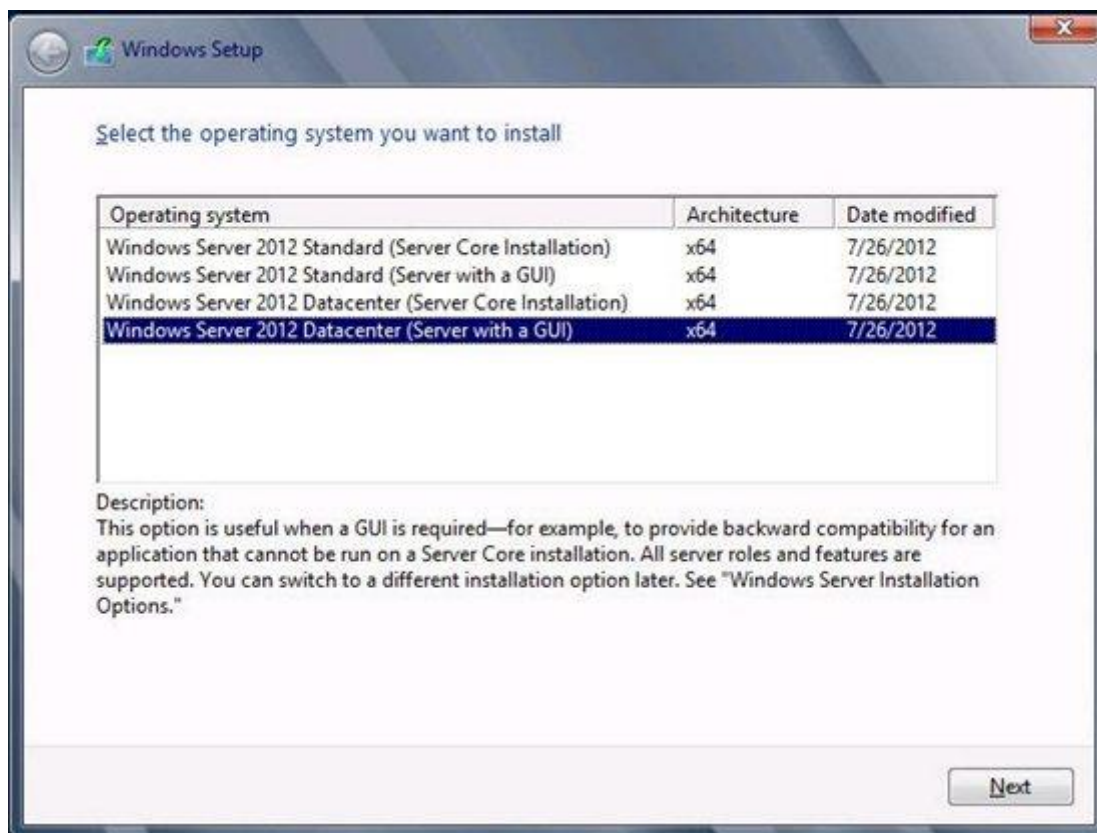 Windows Setup
Select the operating system you want to install
Operating system Architecture Date modified
Windows Server 2012 Standard (Server Core Installation) x64 7/26/2012
Windows Server 2012 Standard (Server with a GUI) x64 7/26/2012
Windows Server 2012 Datacenter (Server Core Installation) x64 7/26/2012
Windows Server 2012 Datacenter (Server with a GUI) x64 7/26/2012
Description:
This option is useful when a GUI is required—for example, to provide backward compatibility for an
application that cannot be run on a Server Core installation. All server roles and features are
supported. You can switch to a different installation option later. See "Windows Server Installation
Options."
Next